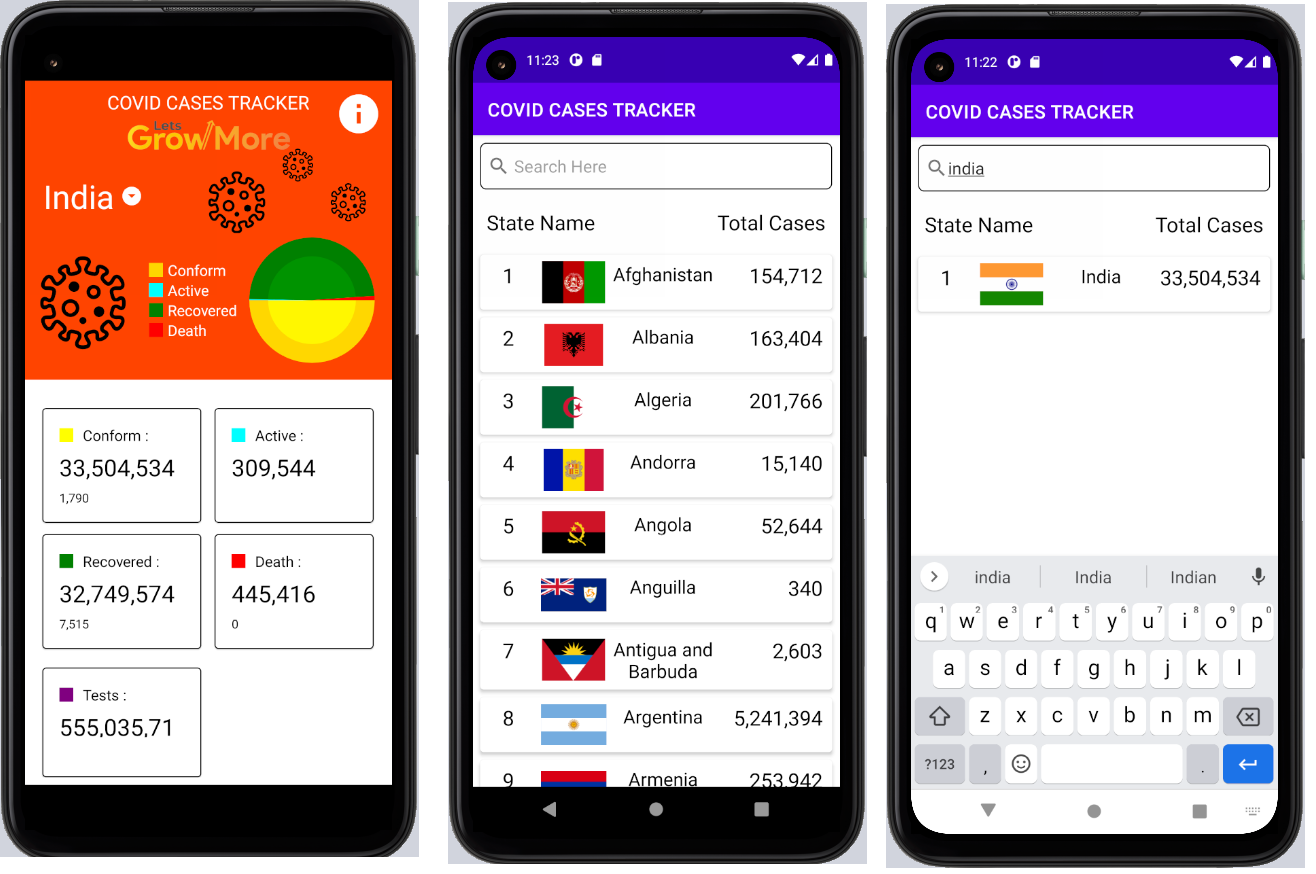 COVID CASES TRACKER
i
Lets
GrowMore
India
Conform
Active
Recovered
Death
Conform :
33,504,534
1,790
Active :
309,544
Recovered :
32,749,574
7,515
Death :
445,416
0
Tests :
555,035,71
11:23
COVID CASES TRACKER
Search Here
State Name Total Cases
1 Afghanistan 154,712
2 Albania 163,404
3 Algeria 201,766
4 Andorra 15,140
5 Angola 52,644
6 Anguilla 340
7 Antigua and 2,603
Barbuda
8 Argentina 5,241,394
9 Armenia 253,942
11:22
COVID CASES TRACKER
india
State Name Total Cases
1 India 33,504,534
india India Indian
q w e r t y u i o p
1 2 3 4 5 6 7 8 9 0
a s d f g h j k l
z x c v b n m
?123 , .